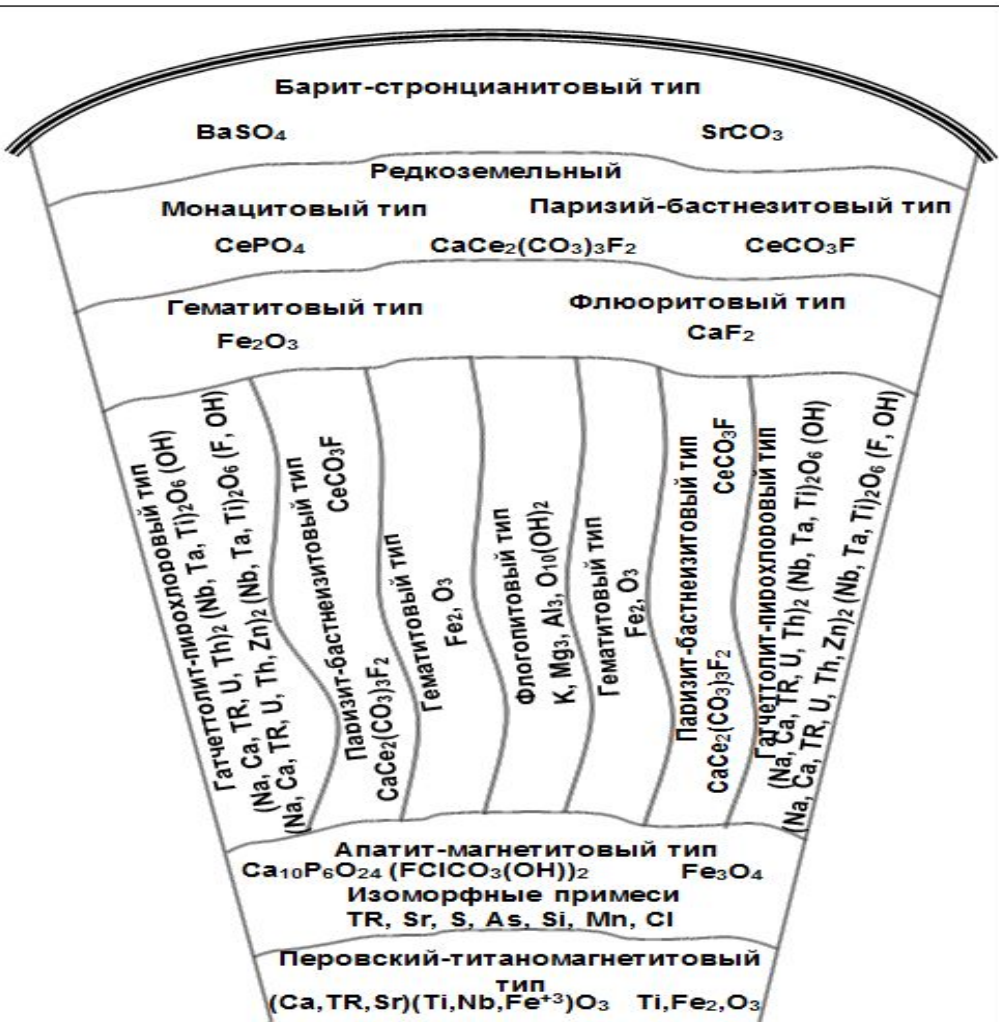 Барит-стронцианитовый тип
BaSO₄ SrCO₃
Редкоземельный
Монацитовый тип Паризий-бастнезитовый тип
CePO₄ CaCe₂(CO₃)₃F₂ CeCO₃F
Гематитовый тип Флюоритовый тип
Fe₂O₃ CaF₂
Гатчеттолит-пирохлоровый тип
(Na, Ca, TR, U, Th)₂ (Nb, Ta, Ti)₂O₆ (OH)
(Na, Ca, TR, U, Th, Zn)₂ (Nb, Ta, Ti)₂O₆ (F, OH)
Паризит-бастнеизитовый тип
CaCe₂(CO₃)₃F₂ CeCO₃F
Гематитовый тип
Fe₂, O₃
Флогопитовый тип
K, Mg₃, Al₃, O₁₀(OH)₂
Гематитовый тип
Fe₂, O₃
Паризит-бастнеизитовый тип
CaCe₂(CO₃)₃F₂ CeCO₃F
Гатчеттолит-пирохлоровый тип
(Na, Ca, TR, U, Th)₂ (Nb, Ta, Ti)₂O₆ (OH)
(Na, Ca, TR, U, Th, Zn)₂ (Nb, Ta, Ti)₂O₆ (F, OH)
Апатит-магнетитовый тип
Ca₁₀P₆O₂₄ (FClCO₃(OH))₂ Fe₃O₄
Изоморфные примеси
TR, Sr, S, As, Si, Mn, Cl
Перовский-титаномагнетитовый
тип
(Ca,TR,Sr)(Ti,Nb,Fe⁺³)O₃ Ti,Fe₂,O₃